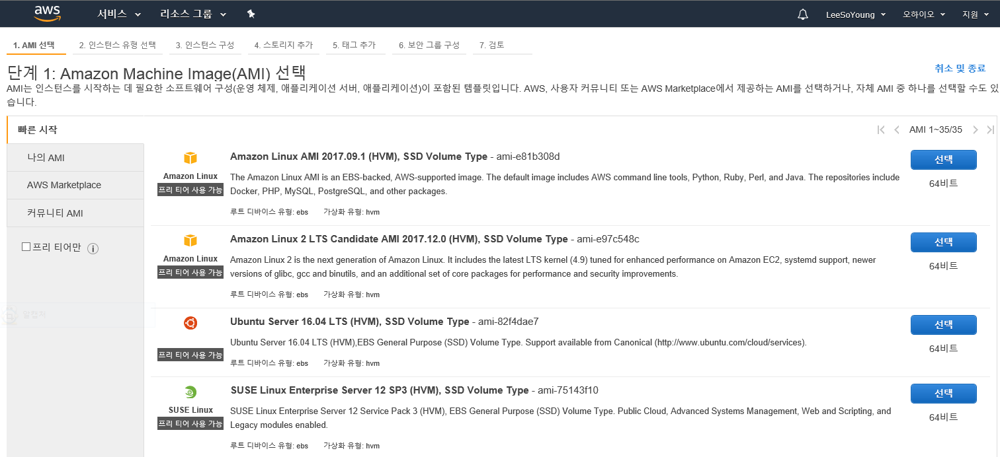 aws 서비스 리소스 그룹 LeeSoYoung 오하이오 지원
1. AMI 선택 2. 인스턴스 유형 선택 3. 인스턴스 구성 4. 스토리지 추가 5. 태그 추가 6. 보안 그룹 구성 7. 검토
단계 1: Amazon Machine Image(AMI) 선택
취소 및 종료
AMI는 인스턴스를 시작하는 데 필요한 소프트웨어 구성(운영 체제, 애플리케이션 서버, 애플리케이션)이 포함된 템플릿입니다. AWS, 사용자 커뮤니티 또는 AWS Marketplace에서 제공하는 AMI를 선택하거나, 자체 AMI 중 하나를 선택할 수도 있
습니다.
빠른 시작
AMI 1~35/35
나의 AMI
AWS Marketplace
커뮤니티 AMI
프리 티어만
알캡처
Amazon Linux
프리 티어 사용 가능
Amazon Linux AMI 2017.09.1 (HVM), SSD Volume Type - ami-e81b308d
The Amazon Linux AMI is an EBS-backed, AWS-supported image. The default image includes AWS command line tools, Python, Ruby, Perl, and Java. The repositories include
Docker, PHP, MySQL, PostgreSQL, and other packages.
루트 디바이스 유형: ebs 가상화 유형: hvm
선택
64비트
Amazon Linux
프리 티어 사용 가능
Amazon Linux 2 LTS Candidate AMI 2017.12.0 (HVM), SSD Volume Type - ami-e97c548c
Amazon Linux 2 is the next generation of Amazon Linux. It includes the latest LTS kernel (4.9) tuned for enhanced performance on Amazon EC2, systemd support, newer
versions of glibc, gcc and binutils, and an additional set of core packages for performance and security improvements.
루트 디바이스 유형: ebs 가상화 유형: hvm
선택
64비트
프리 티어 사용 가능
Ubuntu Server 16.04 LTS (HVM), SSD Volume Type - ami-82f4dae7
Ubuntu Server 16.04 LTS (HVM),EBS General Purpose (SSD) Volume Type. Support available from Canonical (http://www.ubuntu.com/cloud/services).
루트 디바이스 유형: ebs 가상화 유형: hvm
선택
64비트
SUSE Linux
프리 티어 사용 가능
SUSE Linux Enterprise Server 12 SP3 (HVM), SSD Volume Type - ami-75143f10
SUSE Linux Enterprise Server 12 Service Pack 3 (HVM), EBS General Purpose (SSD) Volume Type. Public Cloud, Advanced Systems Management, Web and Scripting, and
Legacy modules enabled.
루트 디바이스 유형: ebs 가상화 유형: hvm
선택
64비트